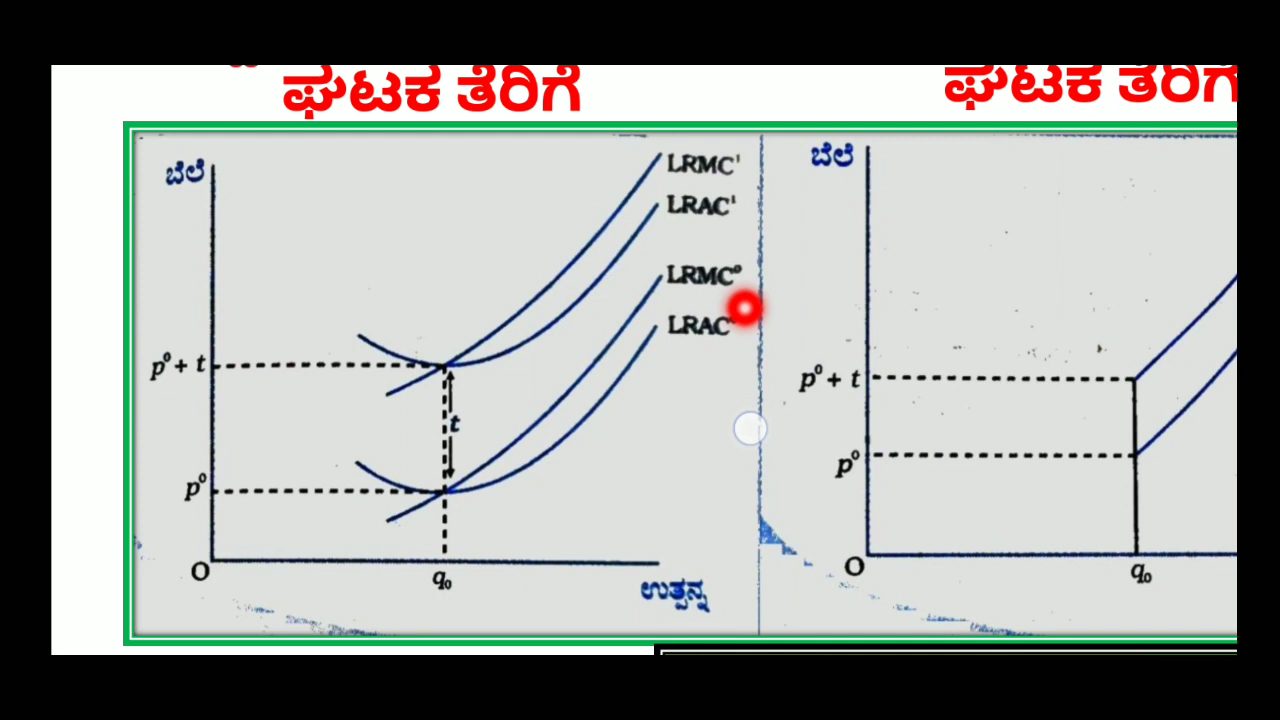 ಘಟಕ ತೆರಿಗೆ
ಘಟಕ ತೆರಿಗೆ
ಬೆಲೆ
LRMC¹
LRAC¹
LRMC⁰
LRAC
p⁰ + t
t
p⁰
O
q₀
ಉತ್ಪನ್ನ
ಬೆಲೆ
p⁰ + t
p⁰
O
q₀